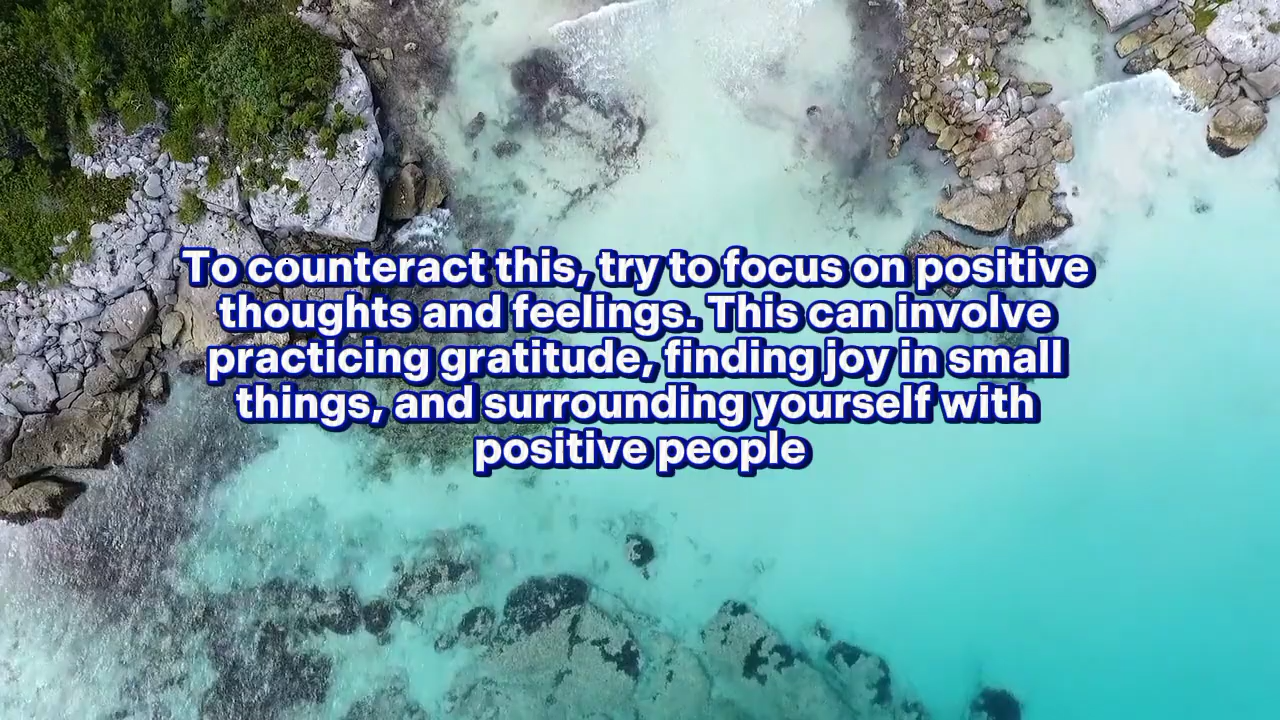 To counteract this, try to focus on positive
thoughts and feelings. This can involve
practicing gratitude, finding joy in small
things, and surrounding yourself with
positive people